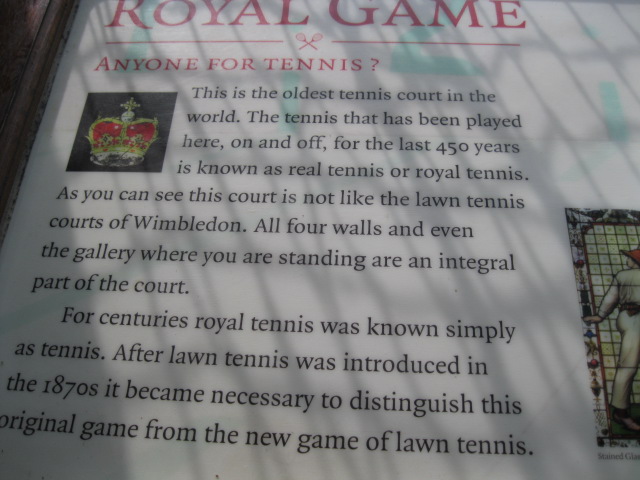 ROYAL GAME
ANYONE FOR TENNIS ?
This is the oldest tennis court in the
world. The tennis that has been played
here, on and off, for the last 450 years
is known as real tennis or royal tennis.
As you can see this court is not like the lawn tennis
courts of Wimbledon. All four walls and even
the gallery where you are standing are an integral
part of the court.
For centuries royal tennis was known simply
as tennis. After lawn tennis was introduced in
the 1870s it became necessary to distinguish this
original game from the new game of lawn tennis.
Stained